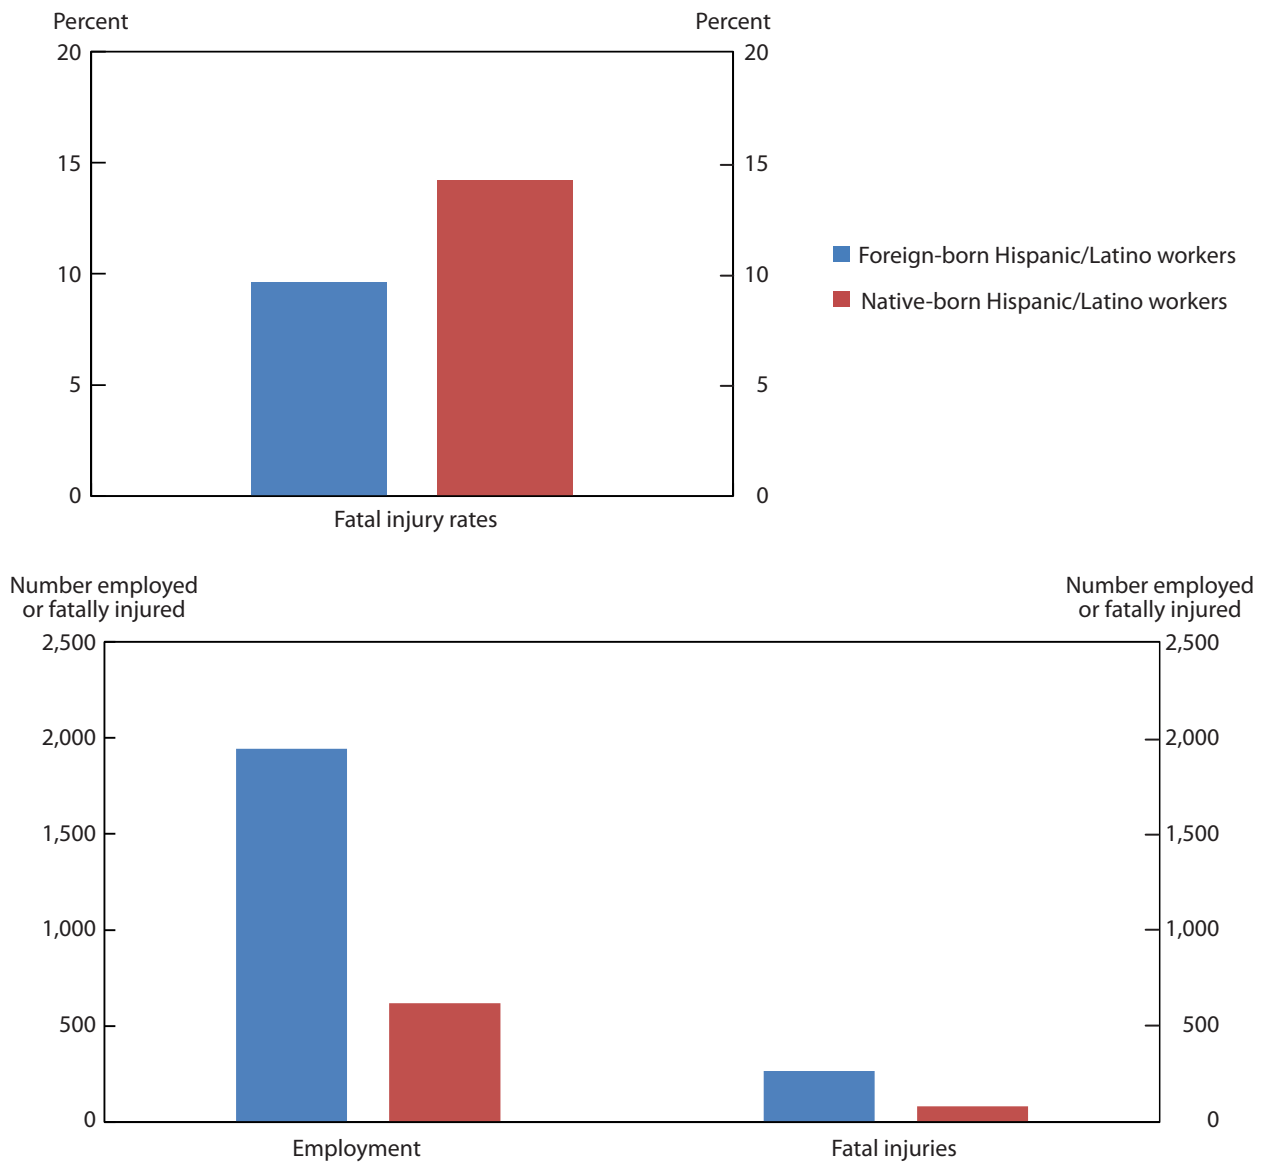 Percent
Percent
20
20
15
15
10
10
5
5
0
0
Fatal injury rates
Foreign-born Hispanic/Latino workers
Native-born Hispanic/Latino workers
Number employed
or fatally injured
Number employed
or fatally injured
2,500
2,500
2,000
2,000
1,500
1,500
1,000
1,000
500
500
0
0
Employment
Fatal injuries